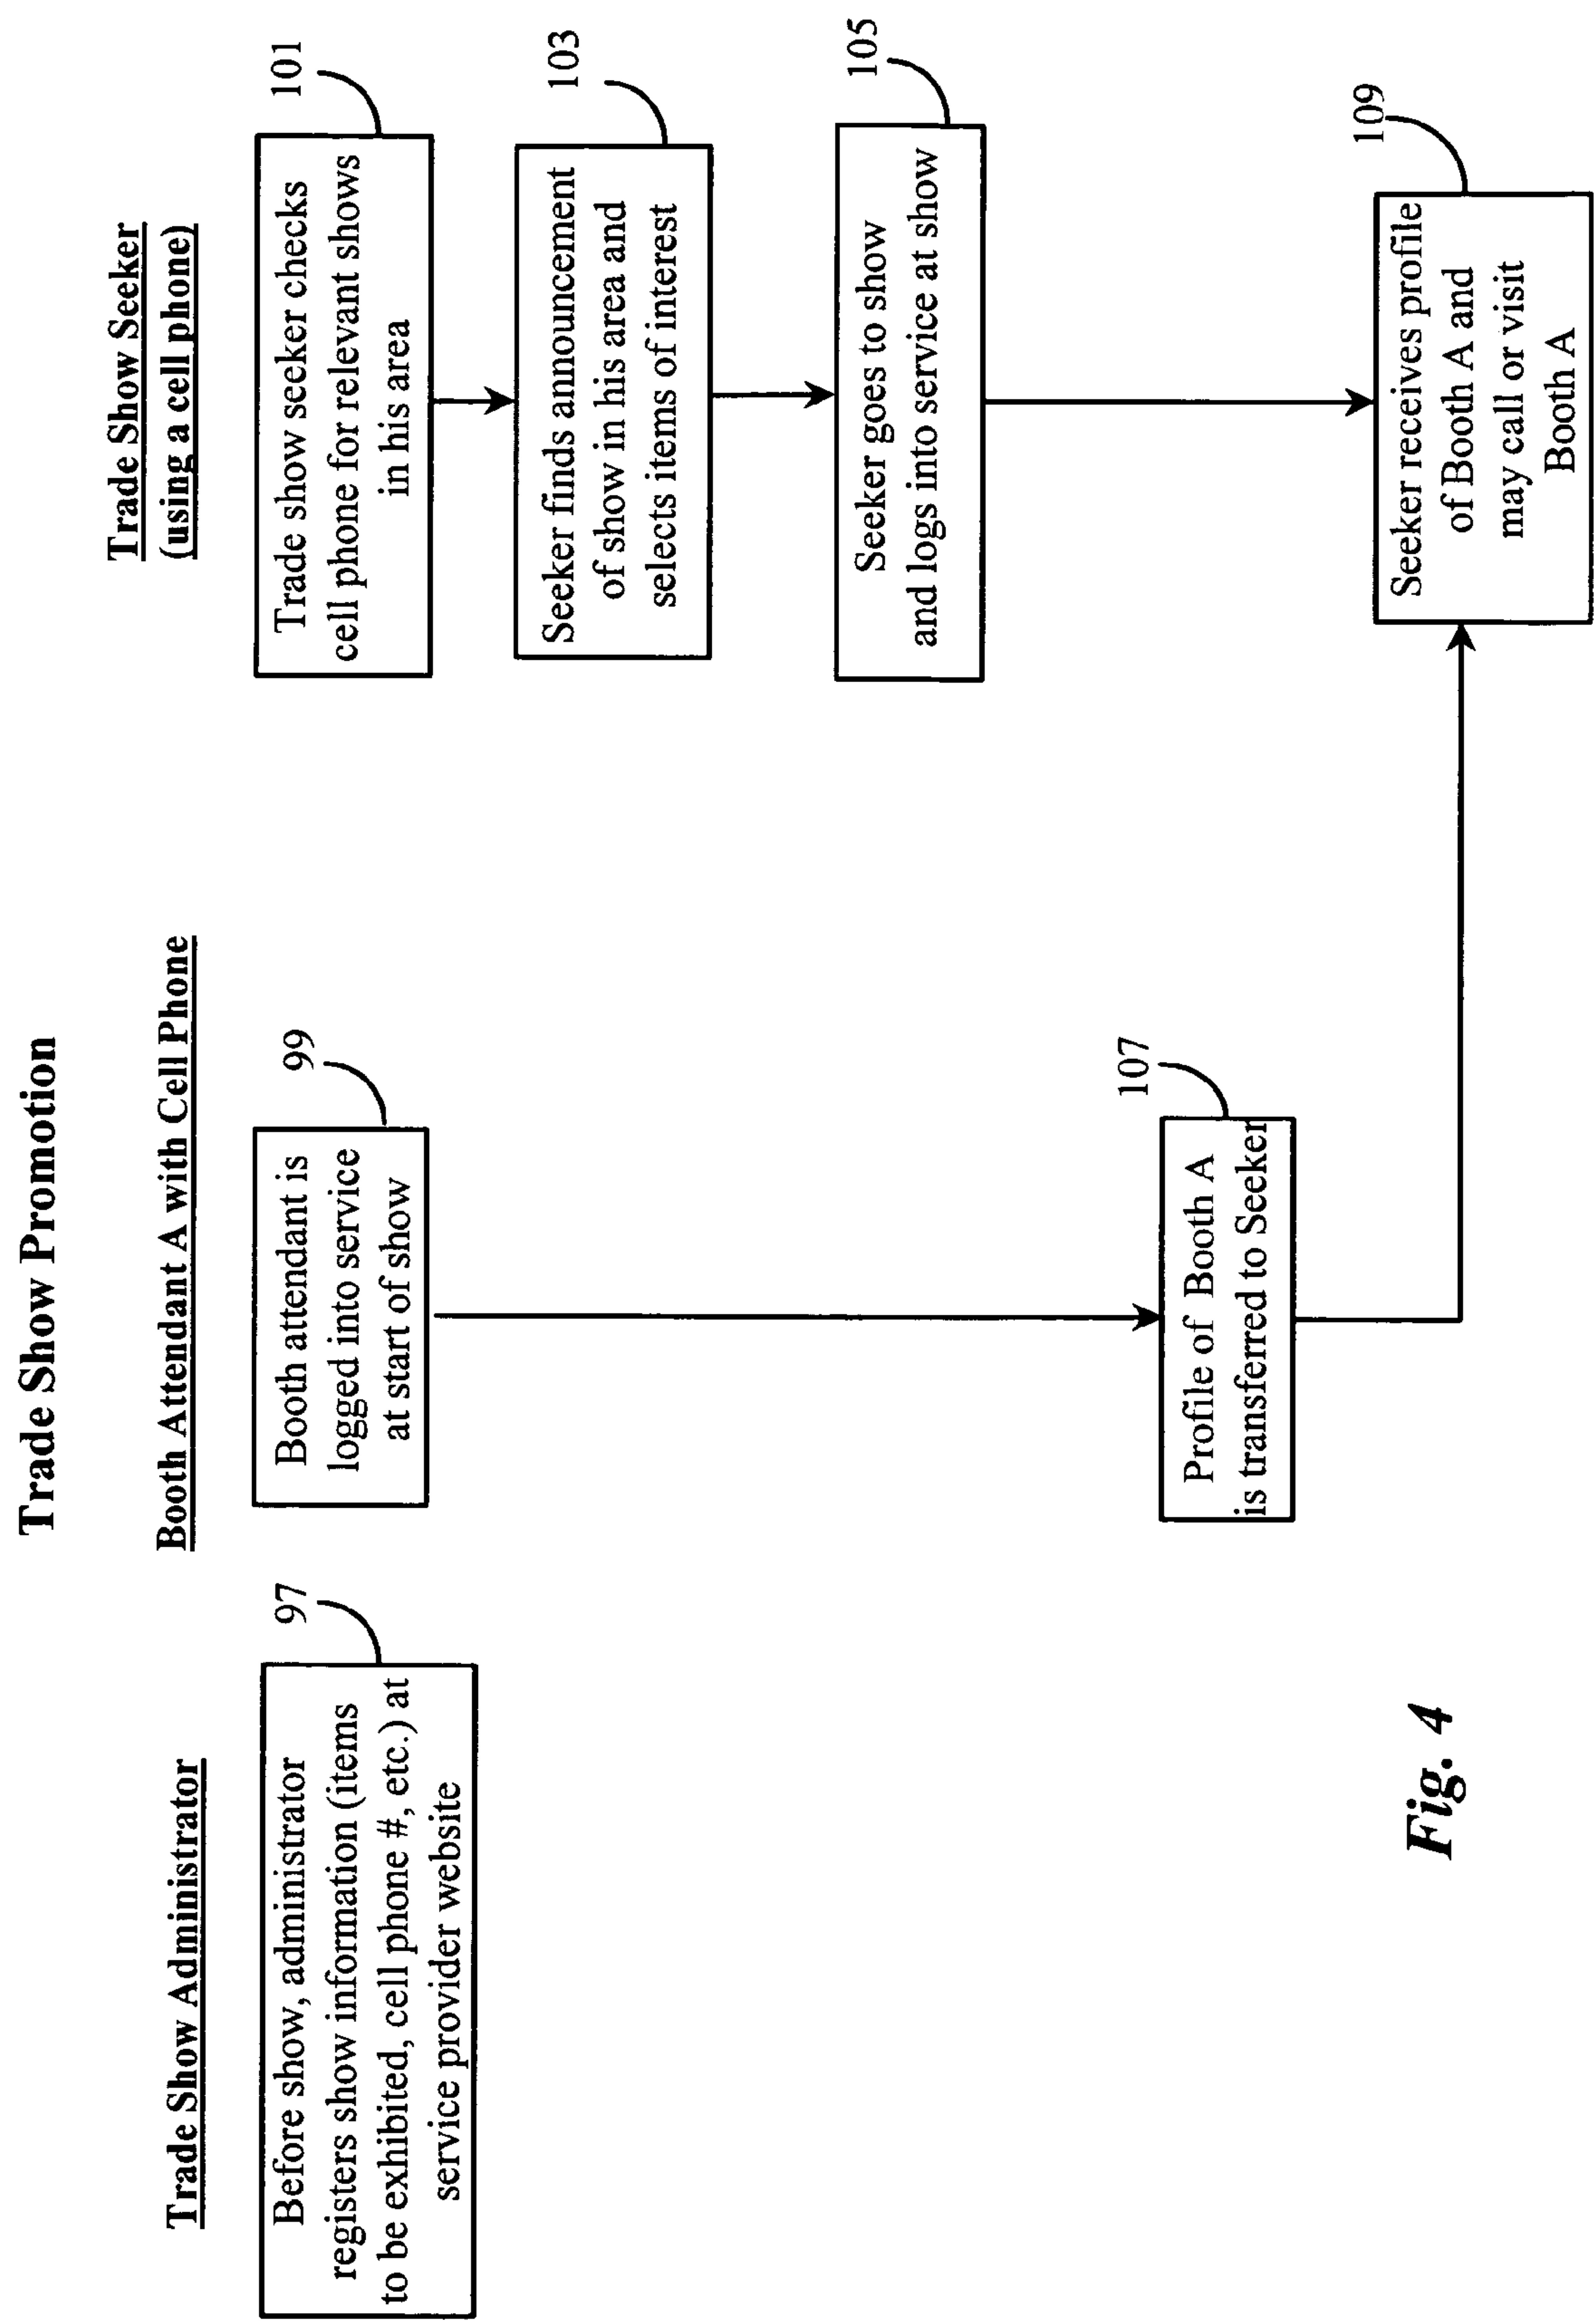 Trade Show Promotion
Trade Show Administrator
Before show, administrator
registers show information (items
to be exhibited, cell phone #, etc.) at
service provider website
97
Booth Attendant A with Cell Phone
Booth attendant is
logged into service
at start of show
99
Profile of Booth A
is transferred to Seeker
107
Trade Show Seeker
(using a cell phone)
Trade show seeker checks
cell phone for relevant shows
in his area
101
Seeker finds announcement
of show in his area and
selects items of interest
103
Seeker goes to show
and logs into service at show
105
Seeker receives profile
of Booth A and
may call or visit
Booth A
109
Fig. 4